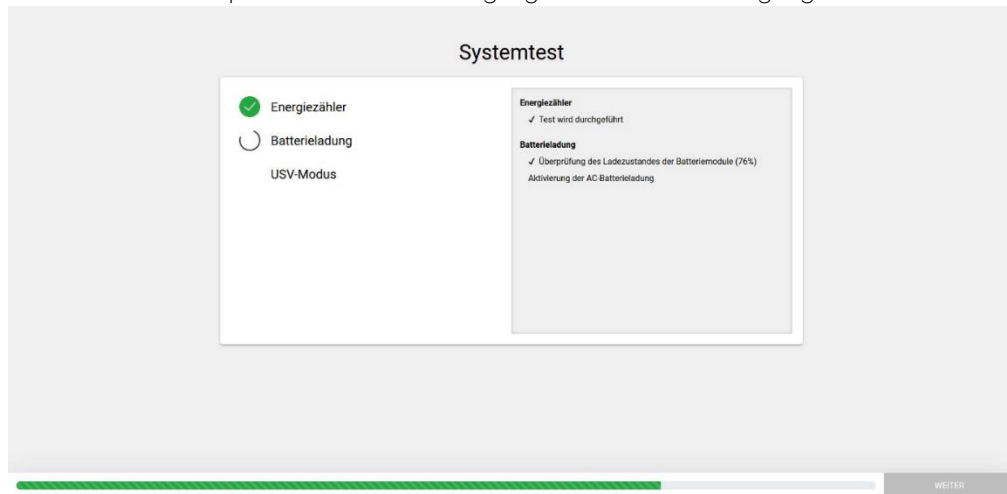 Systemtest
Energiezähler
Batterieladung
USV-Modus
Energiezähler
✓ Test wird durchgeführt
Batterieladung
✓ Überprüfung des Ladezustandes der Batteriemodule (76%)
Aktivierung der AC-Batterieladung
WEITER